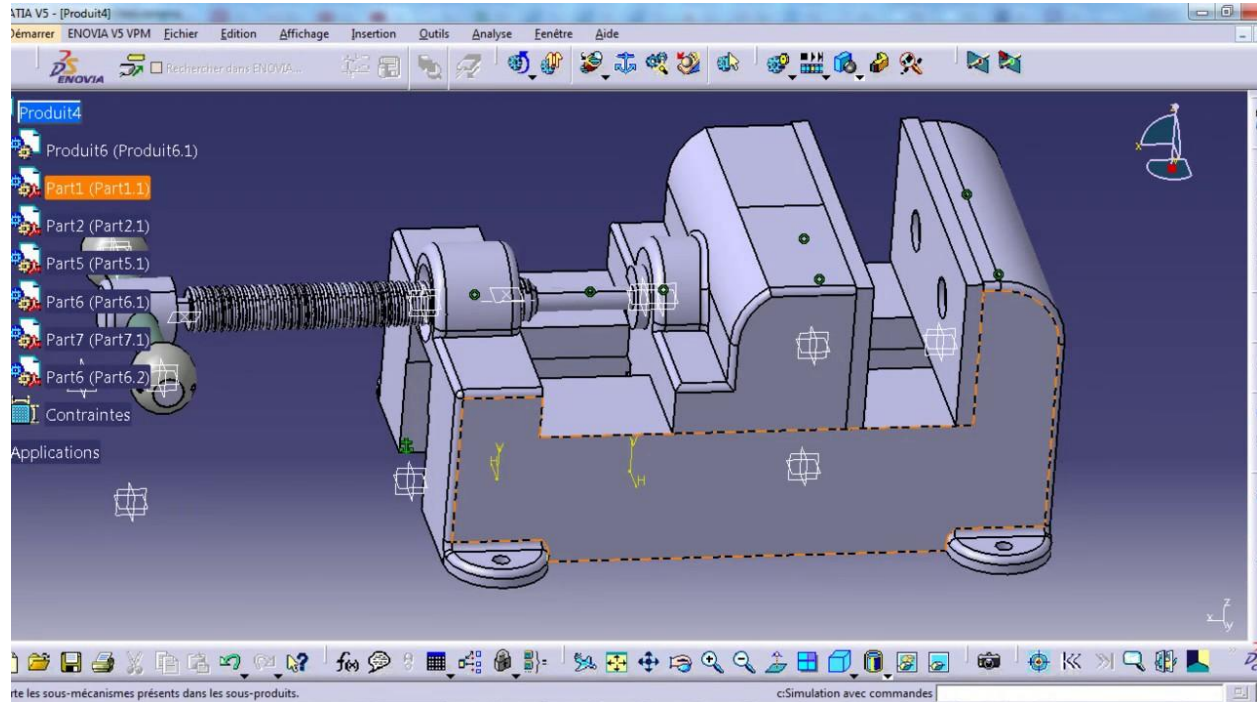 ATIA V5 - [Produit4]
Démarrer ENOVIA V5 VPM Fichier Edition Affichage Insertion Outils Analyse Fenêtre Aide
ENOVIA Rechercher dans ENOVIA...
Produit4
Produit6 (Produit6.1)
Part1 (Part1.1)
Part2 (Part2.1)
Part5 (Part5.1)
Part6 (Part6.1)
Part7 (Part7.1)
Part6 (Part6.2)
Contraintes
Applications
V
H
V
H
x
z
x
y
f(x)
rte les sous-mécanismes présents dans les sous-produits. c:Simulation avec commandes